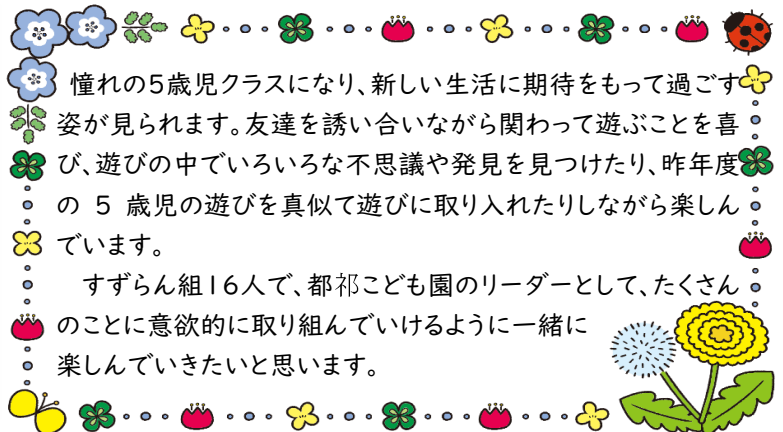 憧れの5歳児クラスになり、新しい生活に期待をもって過ごす
姿が見られます。友達を誘い合いながら関わって遊ぶことを喜
び、遊びの中でいろいろな不思議や発見を見つけたり、昨年度
の 5 歳児の遊びを真似て遊びに取り入れたりしながら楽しん
でいます。
すずらん組16人で、都祁こども園のリーダーとして、たくさん
のことに意欲的に取り組んでいけるように一緒に
楽しんでいきたいと思います。